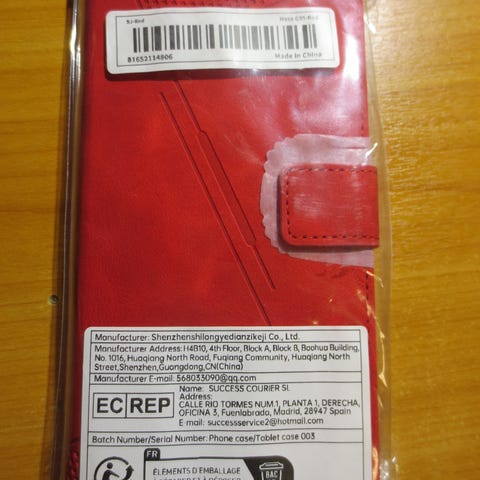 SJ-Red
Made In China
B1652114806
Manufacturer: Shenzhenshilongyedianzikeji Co., Ltd.
Manufacturer Address: H4B10, 4th Floor, Block A, Block B, Baohua Building,
No. 1016, Huaqiang North Road, Fuqiang Community, Huaqiang North
Street,Shenzhen,Guangdong,CN(China)
Manufacturer E-mail: 568033090@qq.com
EC REP
Name: SUCCESS COURIER SL
Address:
CALLE RIO TORMES NUM.1, PLANTA 1, DERECHA,
OFICINA 3, Fuenlabrada, Madrid, 28947 Spain
E-mail: successservice2@hotmail.com
Batch Number/Serial Number: Phone case/Tablet case 003
FR
ÉLÉMENTS D'EMBALLAGE
BAC